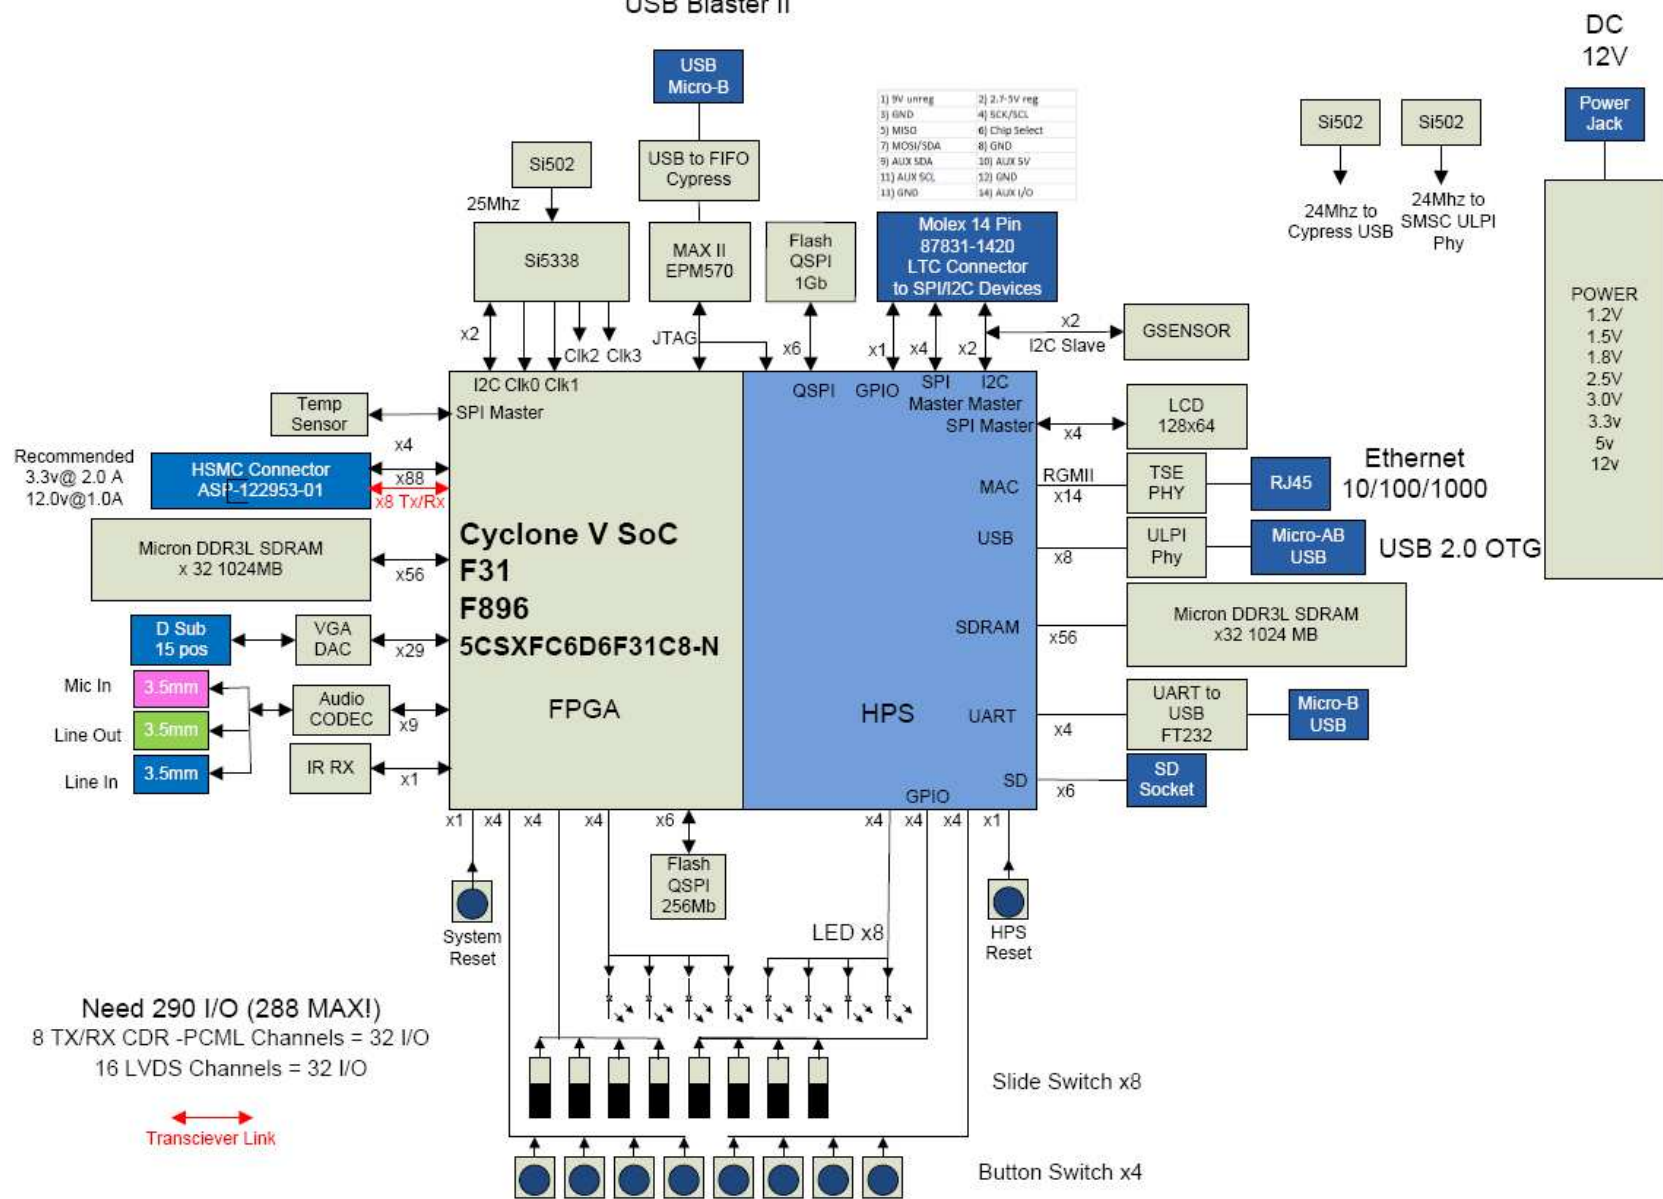 USB Blaster II
DC
12V
USB
Micro-B
Power
Jack
1) 9V unreg 2) 2.7-5V reg
3) GND 4) SCK/SCL
5) MISO 6) Chip Select
7) MOSI/SDA 8) GND
9) AUX SDA 10) AUX 5V
11) AUX SCL 12) GND
13) GND 14) AUX I/O
Si502
Si502
Si502
USB to FIFO
Cypress
25Mhz
24Mhz to
Cypress USB
24Mhz to
SMSC ULPI
Phy
Si5338
MAX II
EPM570
Flash
QSPI
1Gb
Molex 14 Pin
87831-1420
LTC Connector
to SPI/I2C Devices
POWER
1.2V
1.5V
1.8V
2.5V
3.0V
3.3v
5v
12v
x2
Clk2 Clk3
JTAG
x6
x1
x4
x2
x2
I2C Slave
GSENSOR
I2C Clk0 Clk1
SPI Master
QSPI
GPIO
SPI
Master
I2C
Master
SPI Master
x4
LCD
128x64
Temp
Sensor
x4
Recommended
3.3v@ 2.0 A
12.0v@1.0A
HSMC Connector
ASP-122953-01
x88
x8 Tx/Rx
MAC
RGMII
x14
TSE
PHY
RJ45
Ethernet
10/100/1000
Cyclone V SoC
F31
F896
5CSXFC6D6F31C8-N
USB
x8
ULPI
Phy
Micro-AB
USB
USB 2.0 OTG
Micron DDR3L SDRAM
x 32 1024MB
x56
SDRAM
x56
Micron DDR3L SDRAM
x32 1024 MB
D Sub
15 pos
VGA
DAC
x29
Mic In
3.5mm
Line Out
3.5mm
Line In
3.5mm
Audio
CODEC
x9
FPGA
HPS
UART
x4
UART to
USB
FT232
Micro-B
USB
IR RX
x1
SD
x6
SD
Socket
GPIO
x1
x4
x4
x4
x6
x4
x4
x4
x1
Flash
QSPI
256Mb
System
Reset
LED x8
HPS
Reset
Need 290 I/O (288 MAX!)
8 TX/RX CDR -PCML Channels = 32 I/O
16 LVDS Channels = 32 I/O
Transciever Link
Slide Switch x8
Button Switch x4